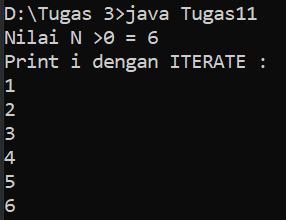 D:\Tugas 3>java Tugas11
Nilai N >0 = 6
Print i dengan ITERATE :
1
2
3
4
5
6